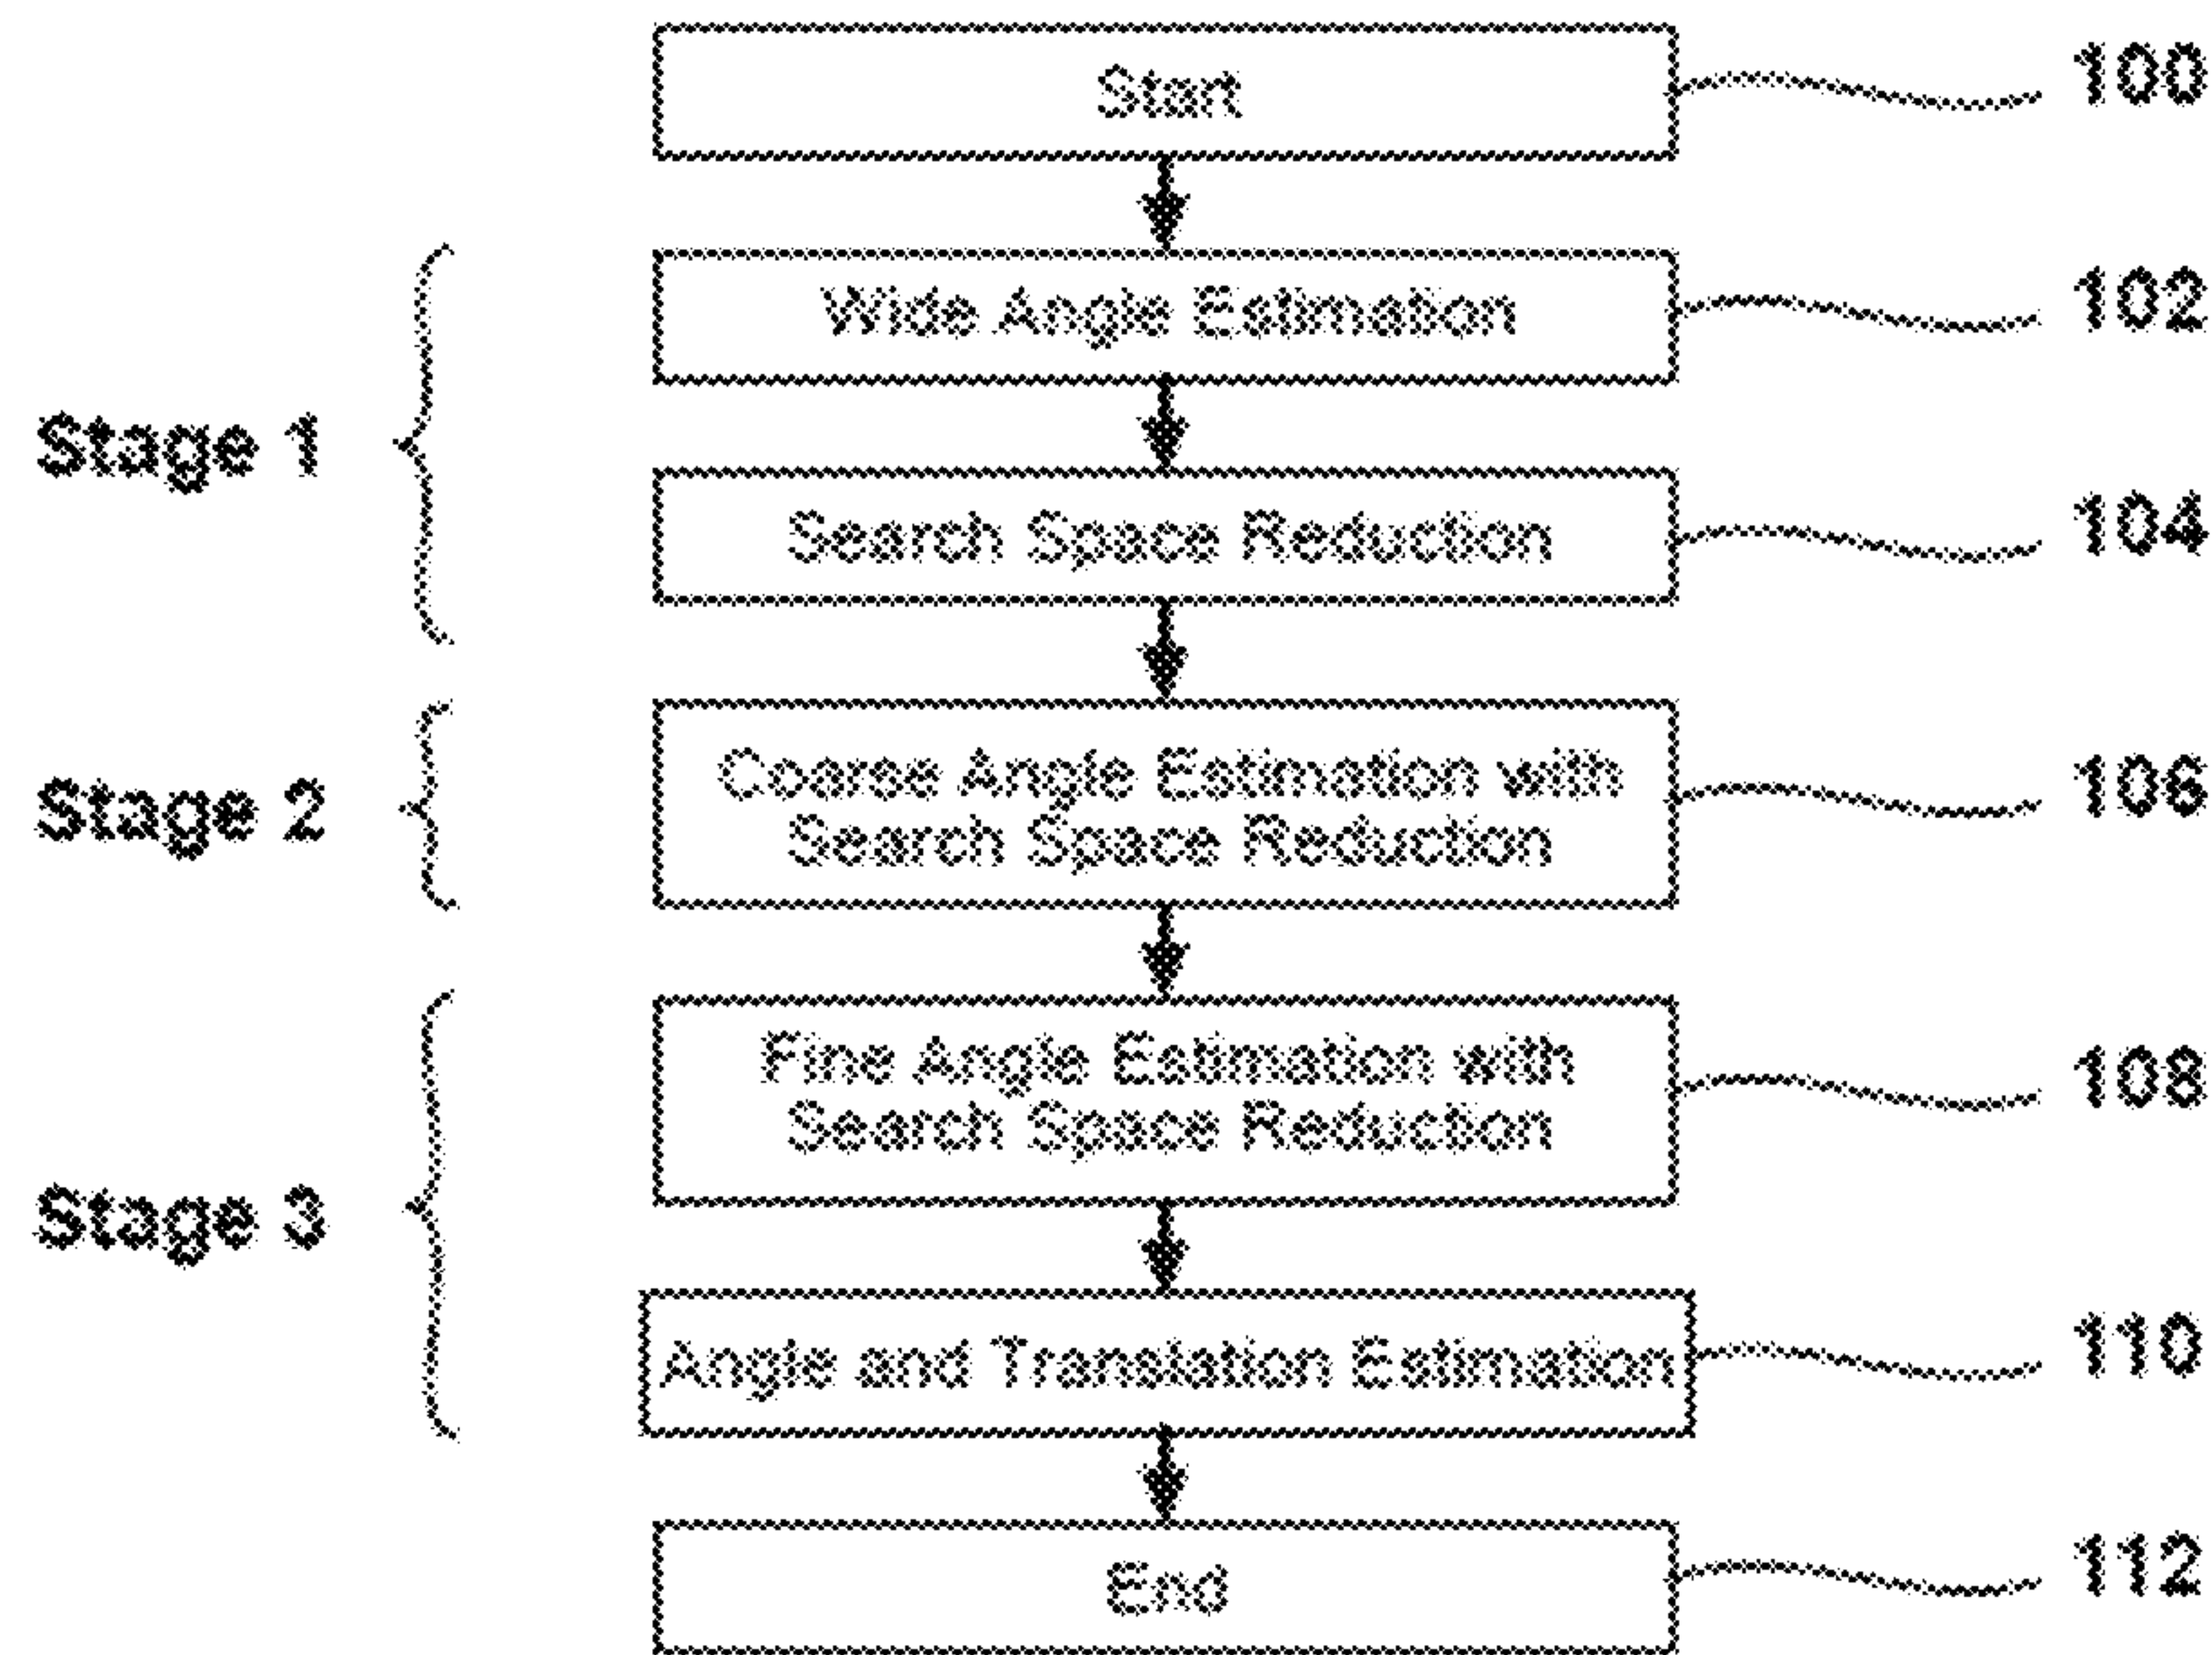 Start
100
Wide Angle Estimation
102
Stage 1
Search Space Reduction
104
Coarse Angle Estimation with
Search Space Reduction
106
Stage 2
Fine Angle Estimation with
Search Space Reduction
108
Stage 3
Angle and Translation Estimation
110
End
112